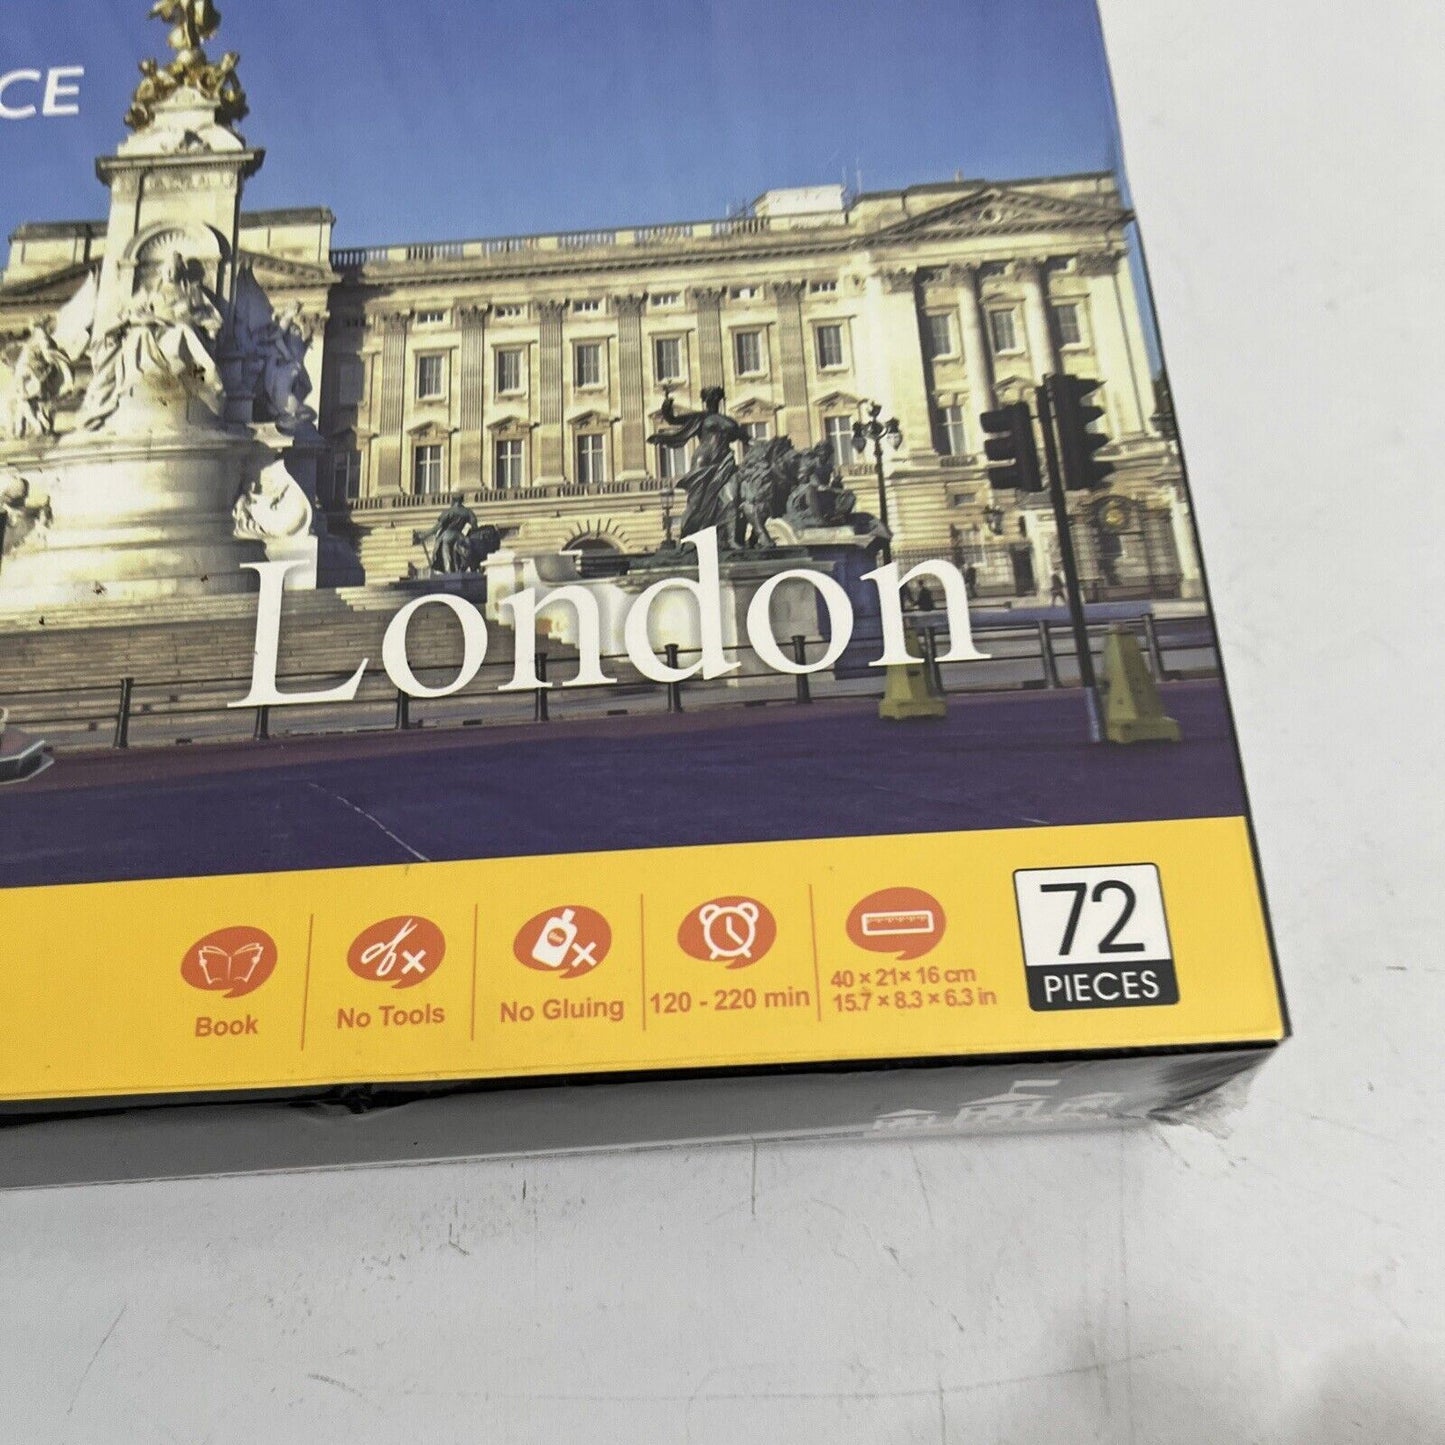 CE
London
Book
No Tools
No Gluing
120 - 220 min
40 × 21× 16 cm
15.7 × 8.3 × 6.3 in
72
PIECES